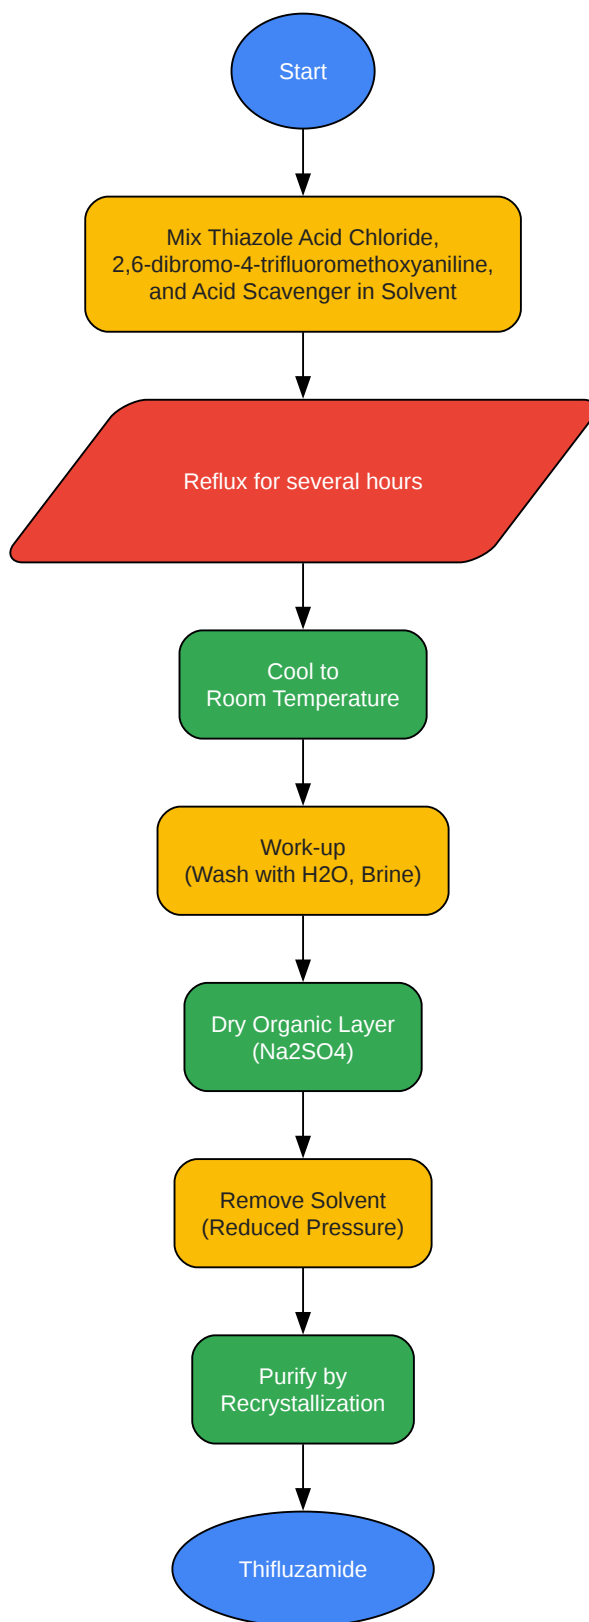 Start
Mix Thiazole Acid Chloride,
2,6-dibromo-4-trifluoromethoxyaniline,
and Acid Scavenger in Solvent
Reflux for several hours
Cool to
Room Temperature
Work-up
(Wash with H2O, Brine)
Dry Organic Layer
(Na2SO4)
Remove Solvent
(Reduced Pressure)
Purify by
Recrystallization
Thifluzamide